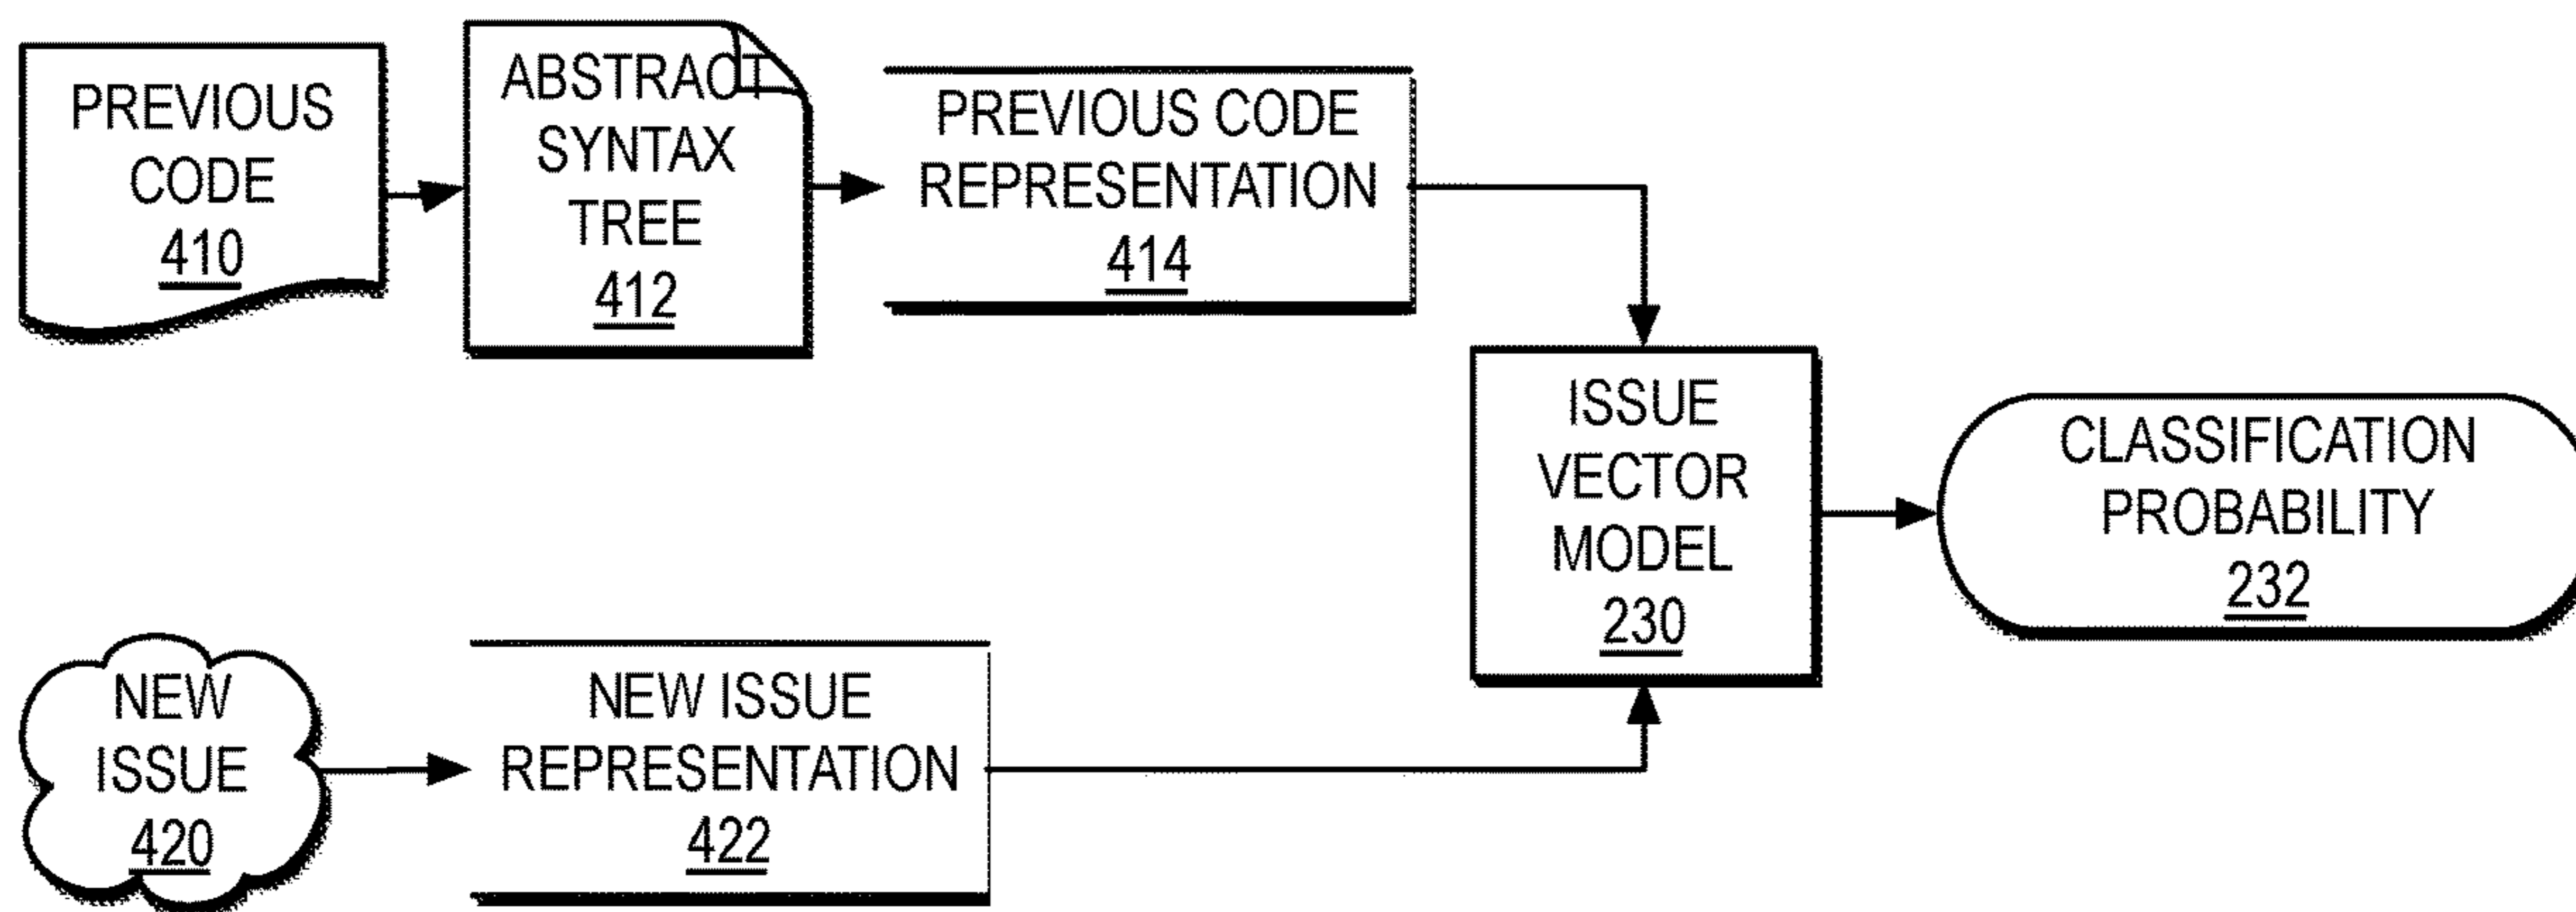 PREVIOUS
CODE
410
ABSTRACT
SYNTAX
TREE
412
PREVIOUS CODE
REPRESENTATION
414
ISSUE
VECTOR
MODEL
230
CLASSIFICATION
PROBABILITY
232
NEW
ISSUE
420
NEW ISSUE
REPRESENTATION
422